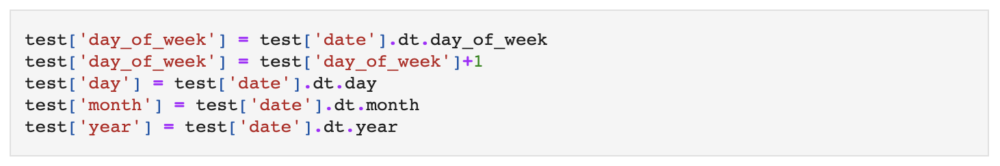 test['day_of_week'] = test['date'].dt.day_of_week
test['day_of_week'] = test['day_of_week']+1
test['day'] = test['date'].dt.day
test['month'] = test['date'].dt.month
test['year'] = test['date'].dt.year